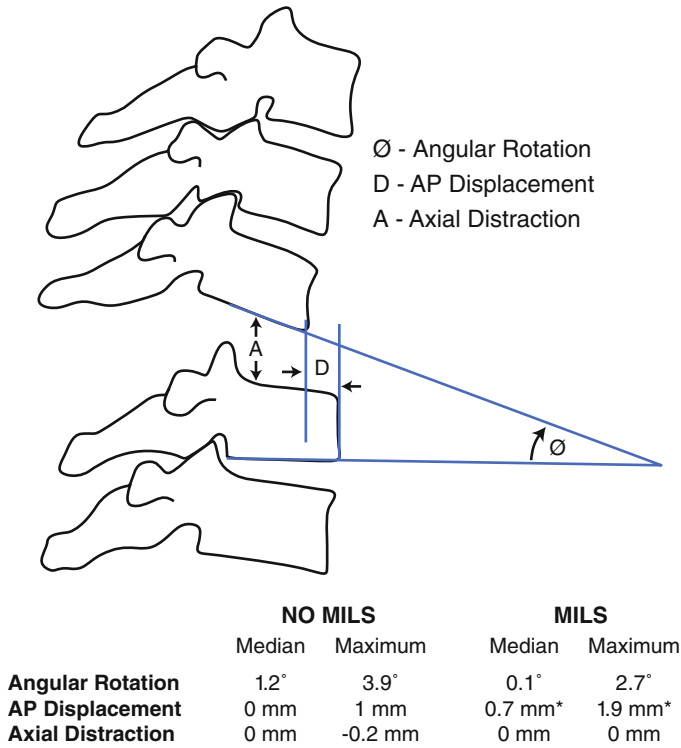 Ø - Angular Rotation
D - AP Displacement
A - Axial Distraction
A
D
Ø
NO MILS MILS
Median Maximum Median Maximum
Angular Rotation 1.2° 3.9° 0.1° 2.7°
AP Displacement 0 mm 1 mm 0.7 mm* 1.9 mm*
Axial Distraction 0 mm -0.2 mm 0 mm 0 mm